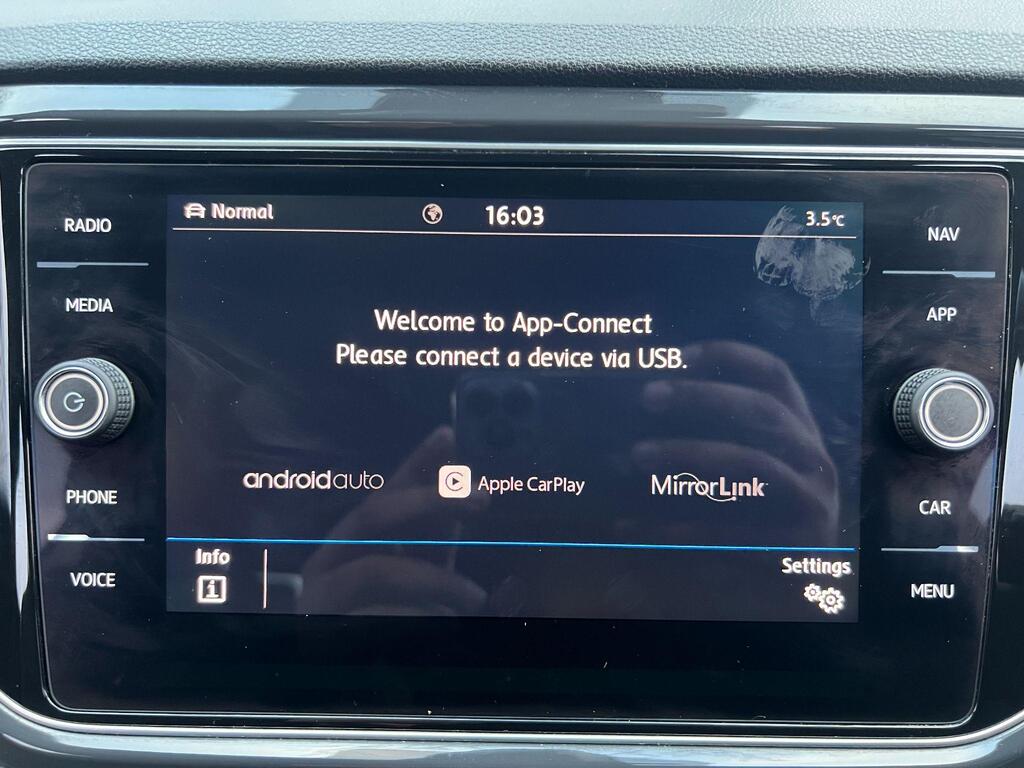 RADIO
MEDIA
PHONE
VOICE
Normal
16:03
3.5°C
Welcome to App-Connect
Please connect a device via USB.
androidauto
Apple CarPlay
MirrorLink
Info
i
Settings
NAV
APP
CAR
MENU